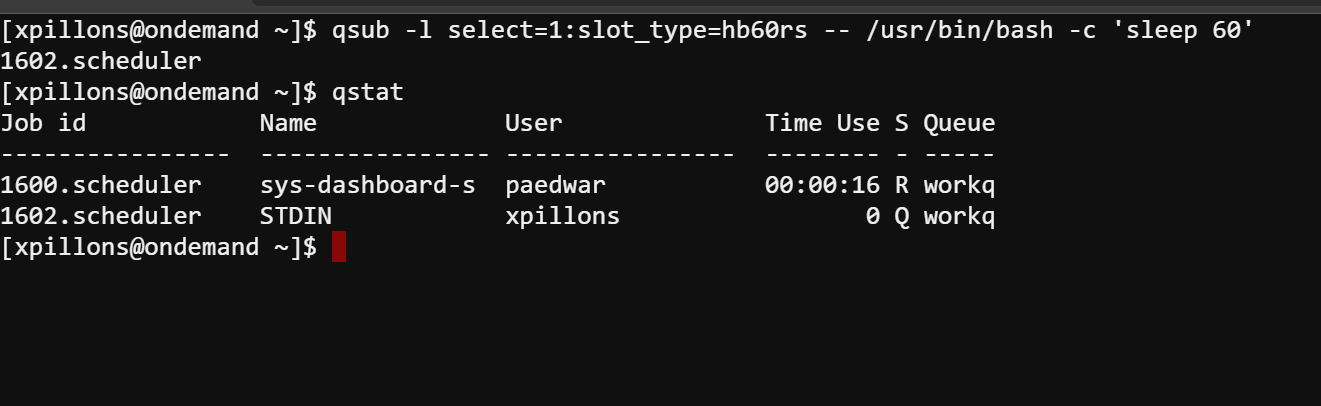 [xpillons@ondemand ~]$ qsub -l select=1:slot_type=hb60rs -- /usr/bin/bash -c 'sleep 60'
1602.scheduler
[xpillons@ondemand ~]$ qstat
Job id            Name             User              Time Use S Queue
----------------  ---------------- ----------------  -------- - -----
1600.scheduler    sys-dashboard-s  paedwar           00:00:16 R workq
1602.scheduler    STDIN            xpillons                 0 Q workq
[xpillons@ondemand ~]$